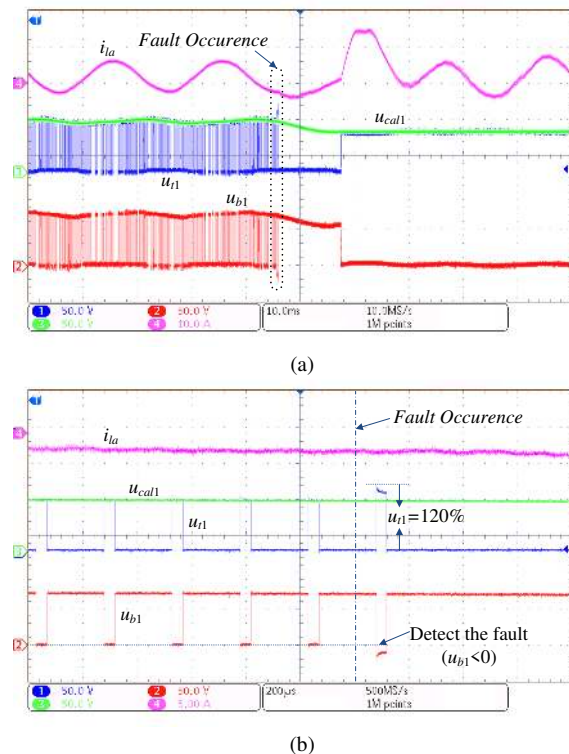 i_la
Fault Occurence
u_cal1
u_t1
u_b1
1 50.0 V 2 50.0 V 10.0ms 10.0MS/s
3 50.0 V 4 10.0 A 1M points
(a)
Fault Occurence
i_la
u_cal1
u_t1
u_t1=120%
u_b1
Detect the fault
(u_b1<0)
1 50.0 V 2 50.0 V 200μs 500MS/s
3 50.0 V 4 5.00 A 1M points
(b)